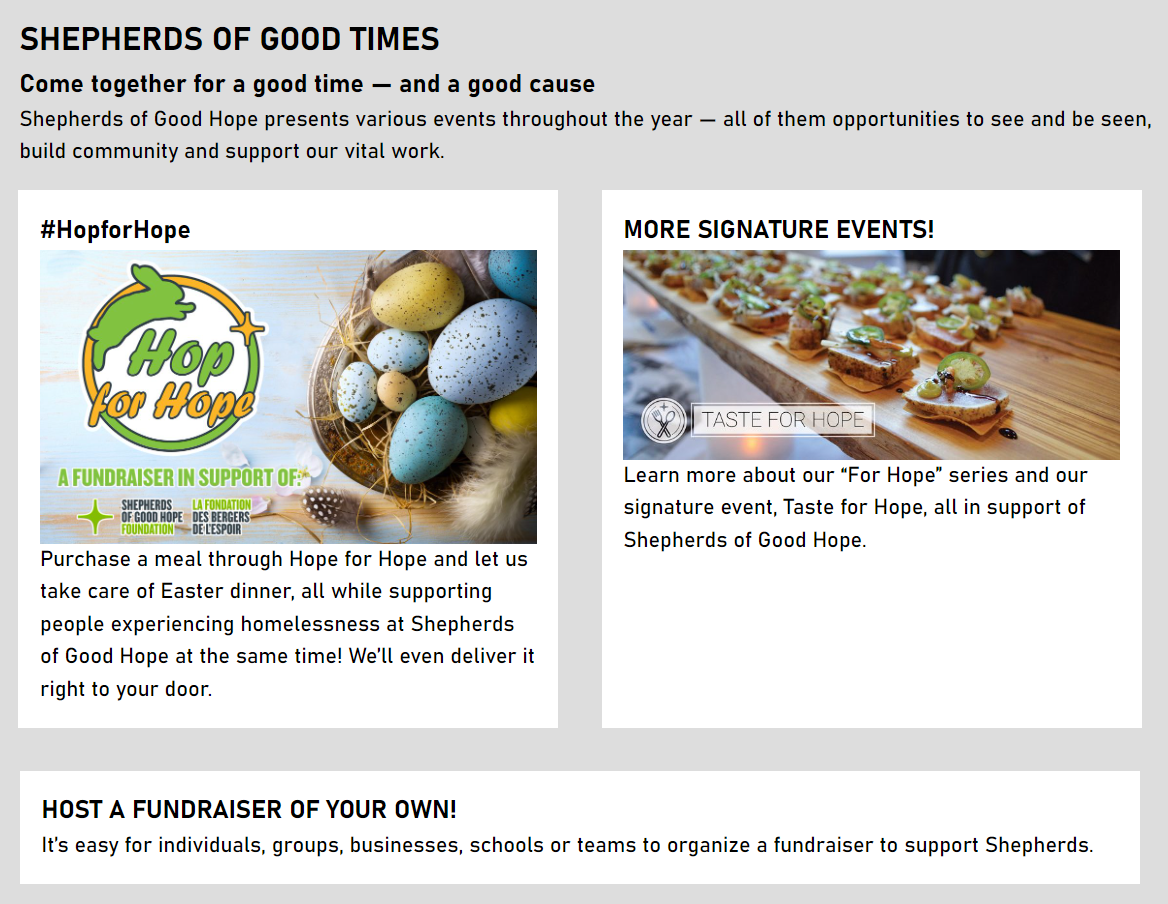 SHEPHERDS OF GOOD TIMES
Come together for a good time — and a good cause
Shepherds of Good Hope presents various events throughout the year — all of them opportunities to see and be seen,
build community and support our vital work.
#HopforHope
Hop
for Hope
A FUNDRAISER IN SUPPORT OF:
SHEPHERDS
OF GOOD HOPE
FOUNDATION
LA FONDATION
DES BERGERS
DE L'ESPOIR
Purchase a meal through Hope for Hope and let us
take care of Easter dinner, all while supporting
people experiencing homelessness at Shepherds
of Good Hope at the same time! We’ll even deliver it
right to your door.
MORE SIGNATURE EVENTS!
TASTE FOR HOPE
Learn more about our “For Hope” series and our
signature event, Taste for Hope, all in support of
Shepherds of Good Hope.
HOST A FUNDRAISER OF YOUR OWN!
It’s easy for individuals, groups, businesses, schools or teams to organize a fundraiser to support Shepherds.